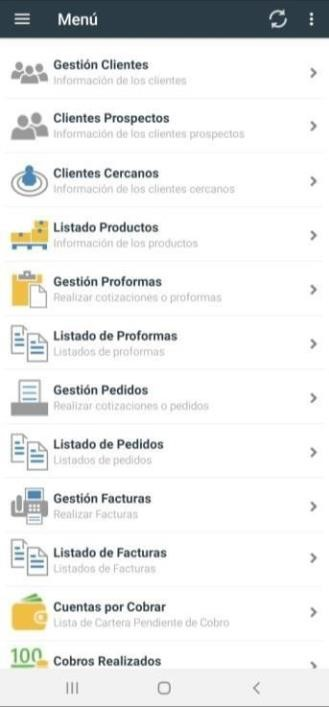 Menú
Gestión Clientes
Información de los clientes
Clientes Prospectos
Información de los clientes prospectos
Clientes Cercanos
Información de los clientes cercanos
Listado Productos
Información de los productos
Gestión Proformas
Realizar cotizaciones o proformas
Listado de Proformas
Listados de proformas
Gestión Pedidos
Realizar cotizaciones o pedidos
Listado de Pedidos
Listados de pedidos
Gestión Facturas
Realizar Facturas
Listado de Facturas
Listados de Facturas
Cuentas por Cobrar
Lista de Cartera Pendiente de Cobro
100
Cobros Realizados